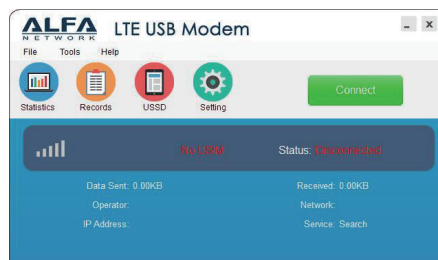 ALFA LTE USB Modem
NETWORK
File Tools Help
Connect
Statistics Records USSD Setting
No USIM Status: Disconnected
Data Sent: 0.00KB Received: 0.00KB
Operator: Network:
IP Address: Service: Search